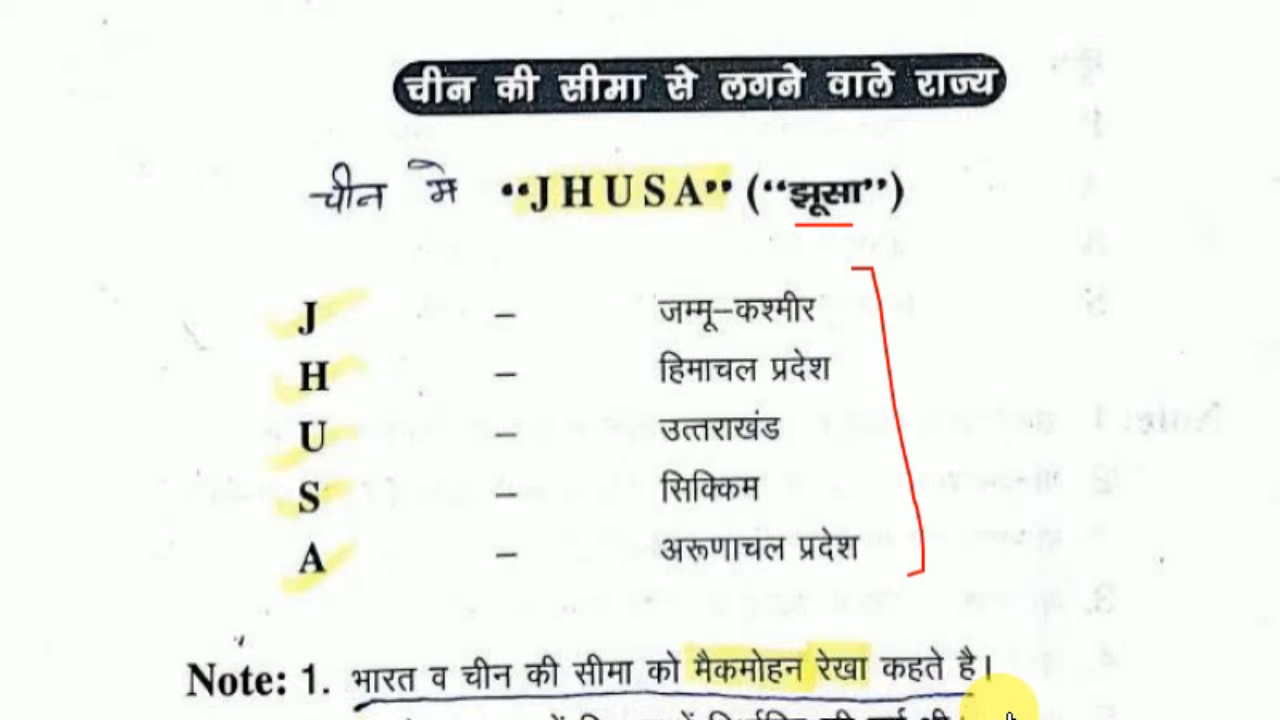 चीन की सीमा से लगने वाले राज्य
चीन मे “JHUSA” (“झूसा”)
J – जम्मू–कश्मीर
H – हिमाचल प्रदेश
U – उत्तराखंड
S – सिक्किम
A – अरूणाचल प्रदेश
Note: 1. भारत व चीन की सीमा को मैकमोहन रेखा कहते है।